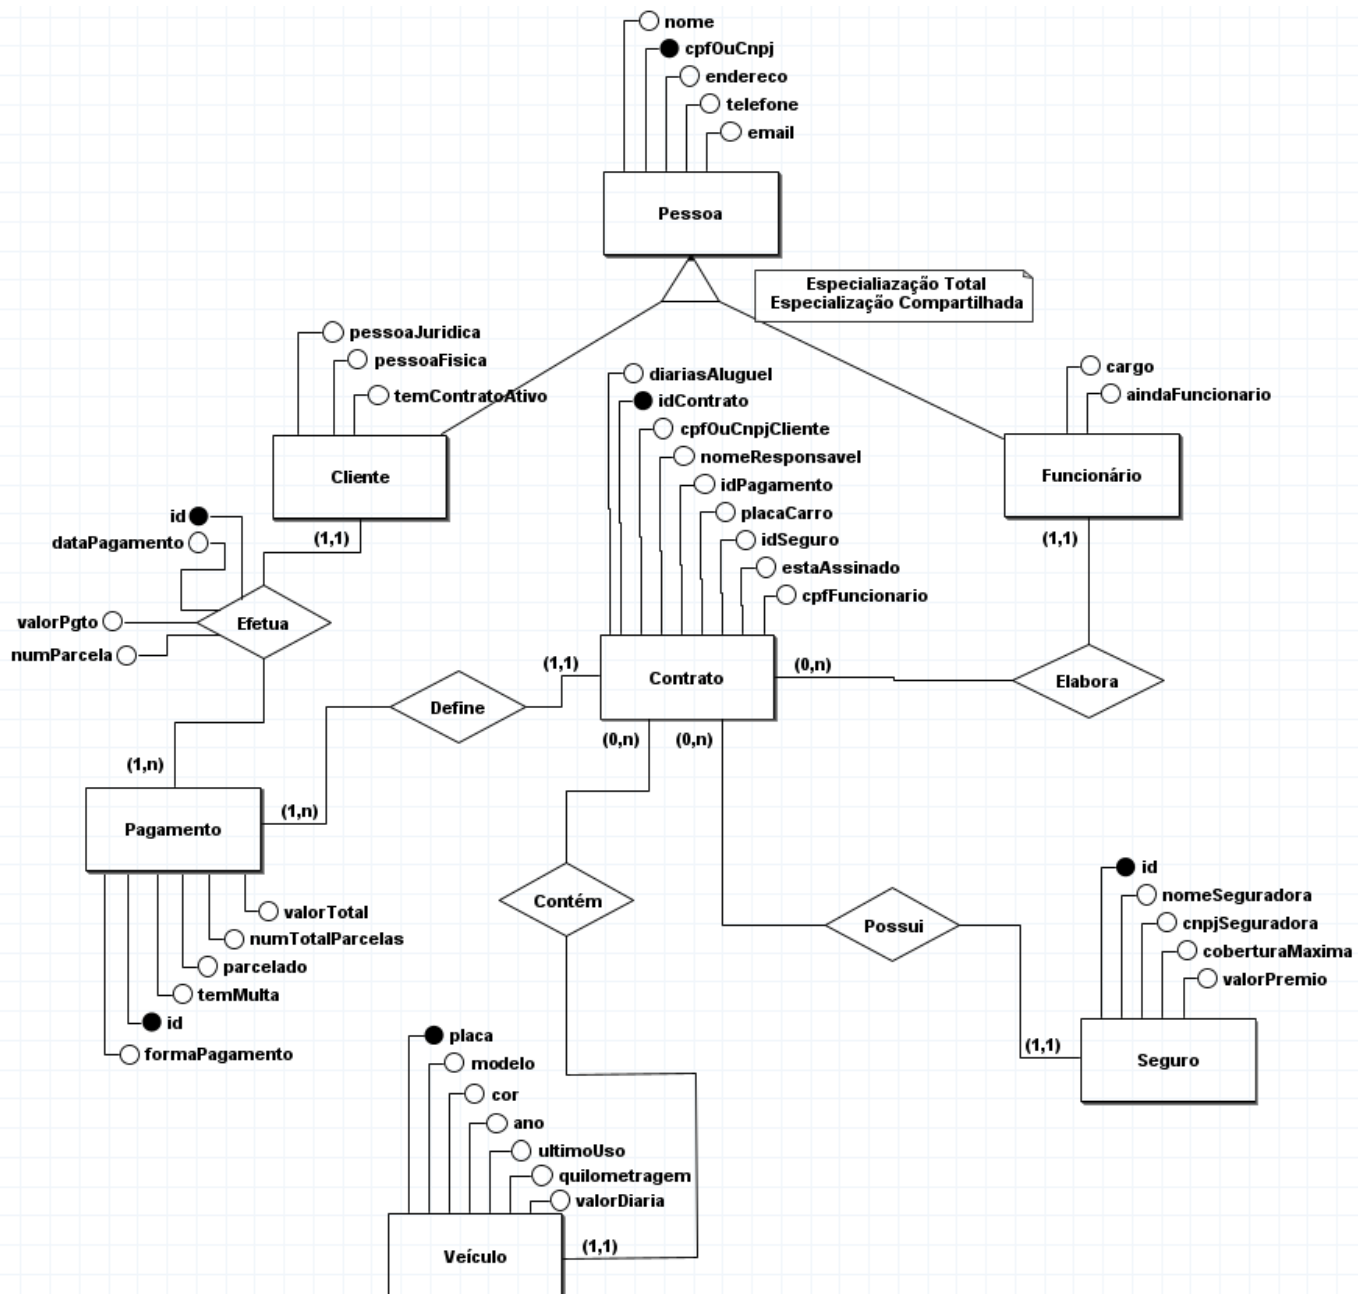 nome
cpfOuCnpj
endereco
telefone
email
Pessoa
Especialiazação Total
Especialização Compartilhada
pessoaJuridica
pessoaFisica
temContratoAtivo
Cliente
diariasAluguel
idContrato
cpfOuCnpjCliente
nomeResponsavel
idPagamento
placaCarro
idSeguro
estaAssinado
cpfFuncionario
cargo
aindaFuncionario
Funcionário
id
dataPagamento
valorPgto
numParcela
(1,1)
Efetua
(1,1)
(1,1)
Contrato
(0,n)
Elabora
Define
(0,n)
(0,n)
(1,n)
(1,n)
Pagamento
valorTotal
numTotalParcelas
parcelado
temMulta
id
formaPagamento
Contém
Possui
id
nomeSeguradora
cnpjSeguradora
coberturaMaxima
valorPremio
(1,1)
Seguro
placa
modelo
cor
ano
ultimoUso
quilometragem
valorDiaria
Veículo
(1,1)